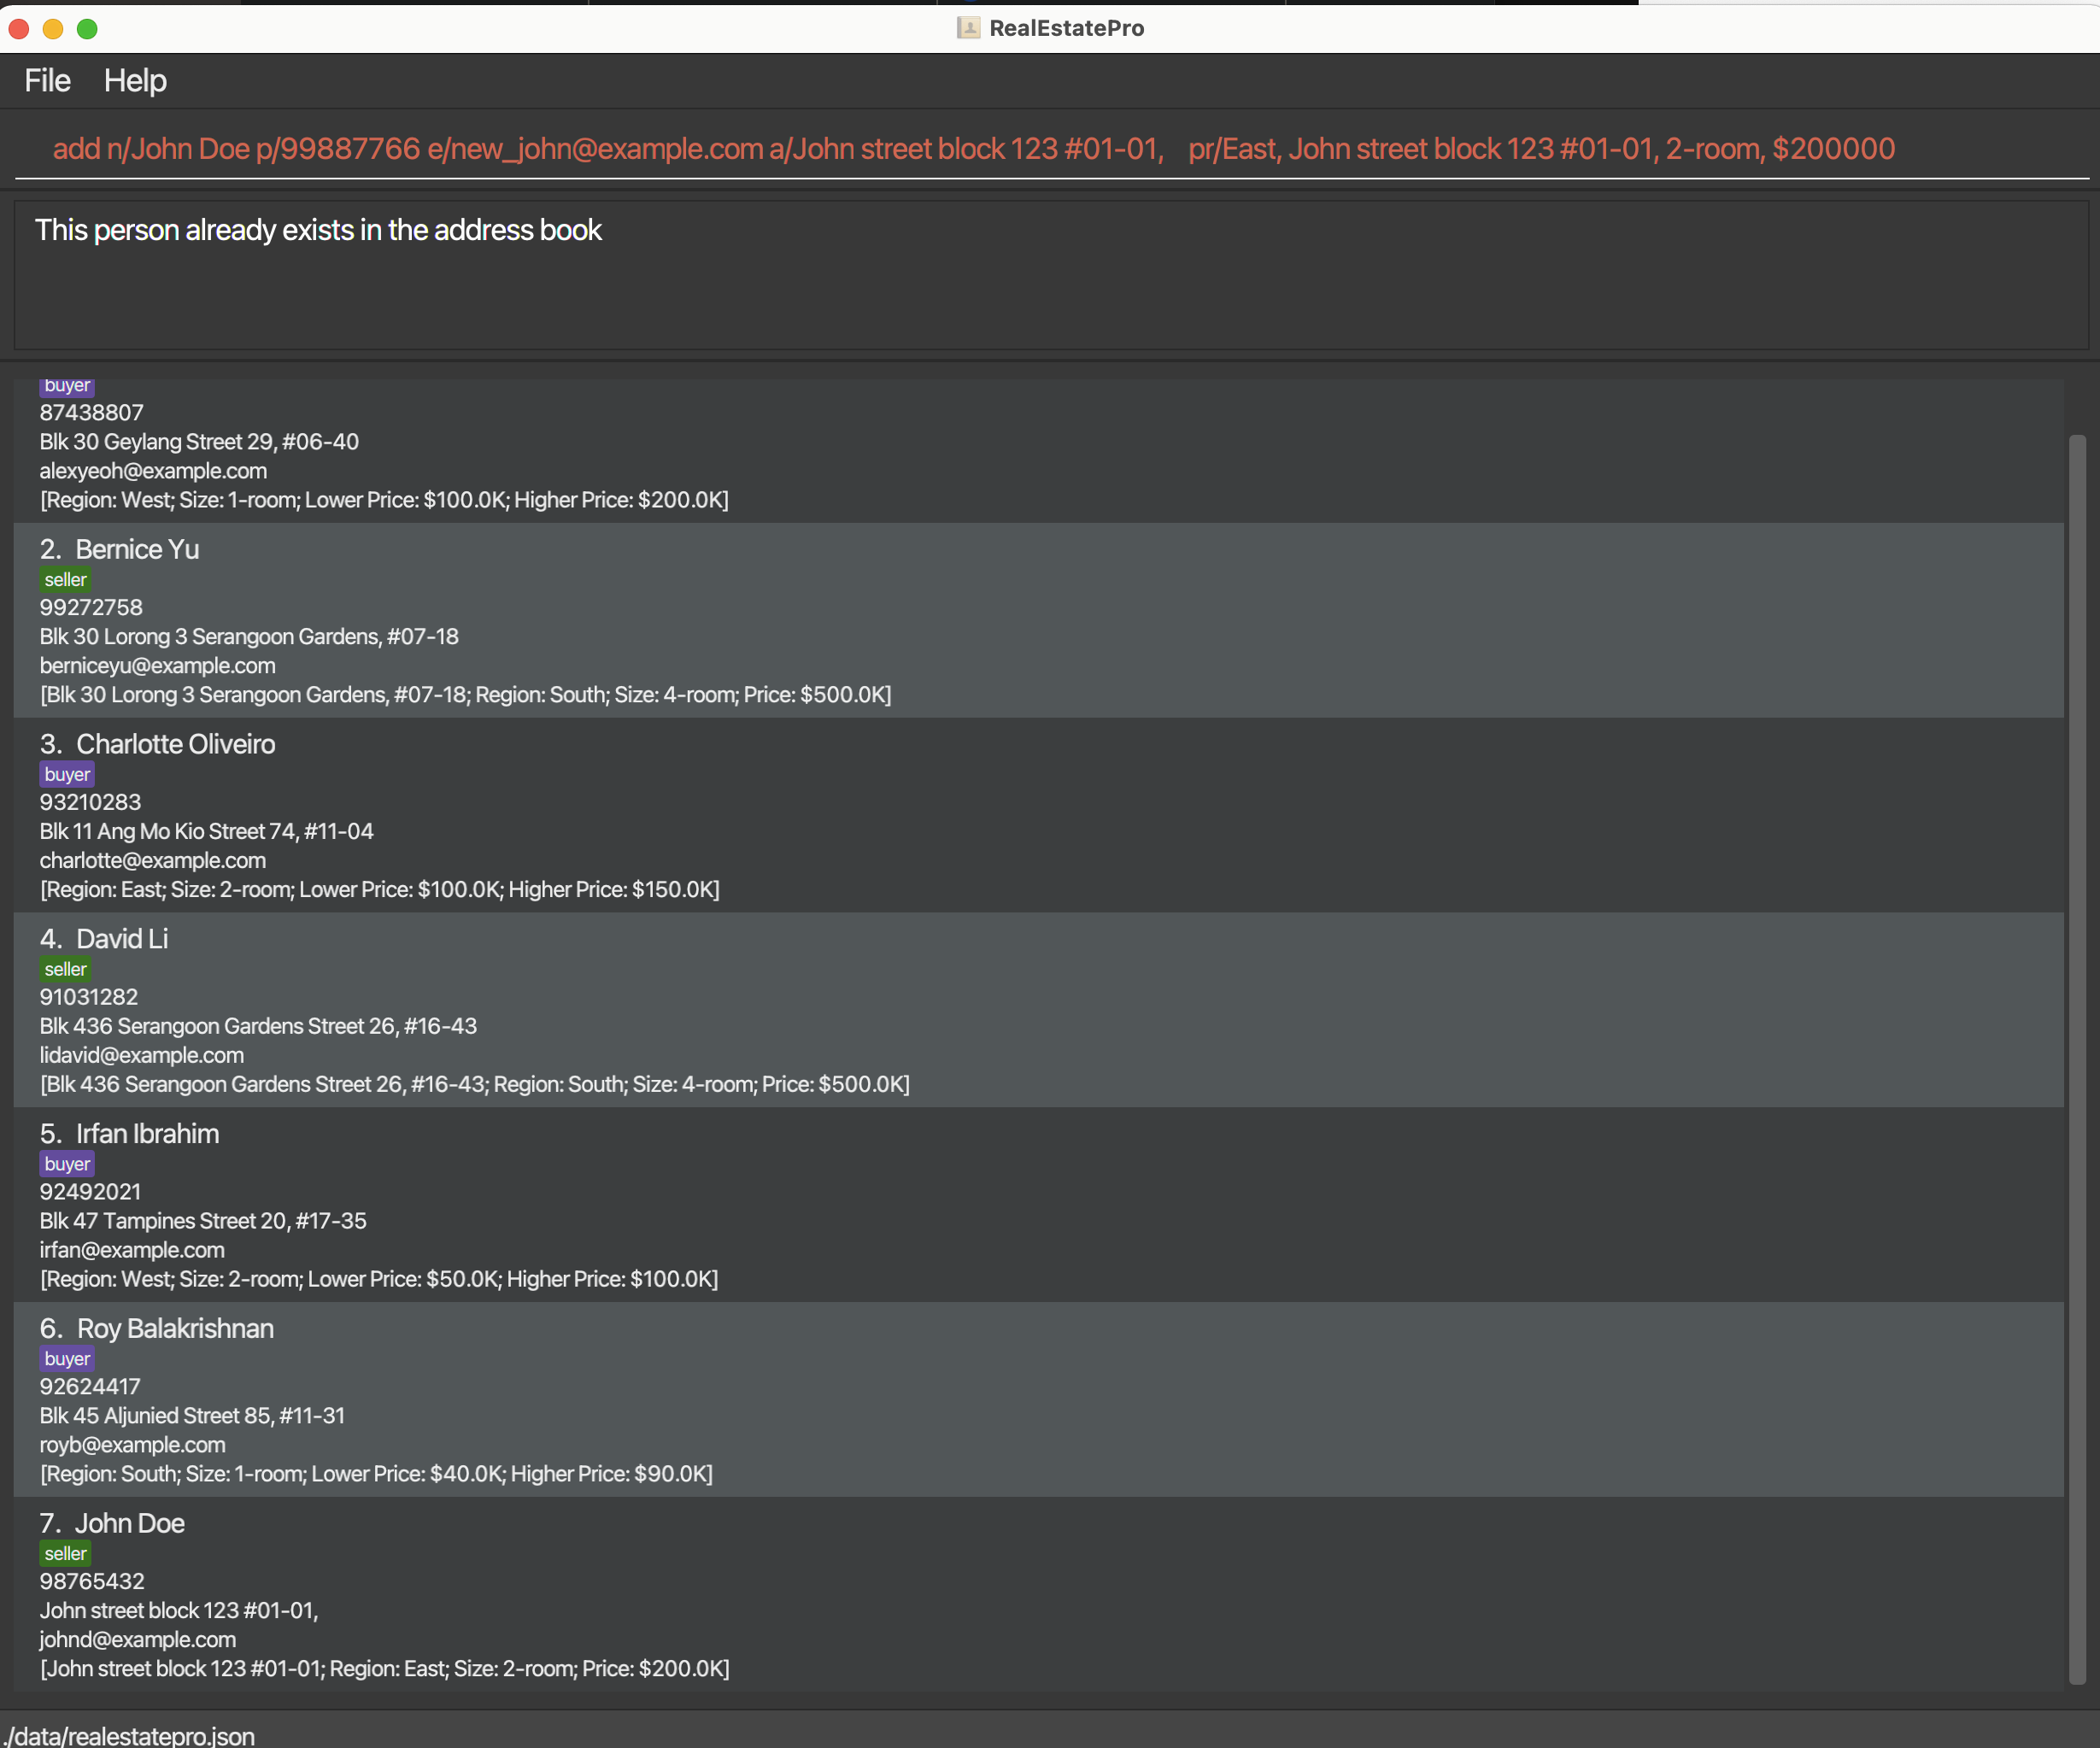 RealEstatePro
File Help
add n/John Doe p/99887766 e/new_john@example.com a/John street block 123 #01-01, pr/East, John street block 123 #01-01, 2-room, $200000
This person already exists in the address book
buyer
87438807
Blk 30 Geylang Street 29, #06-40
alexyeoh@example.com
[Region: West; Size: 1-room; Lower Price: $100.0K; Higher Price: $200.0K]
2. Bernice Yu
seller
99272758
Blk 30 Lorong 3 Serangoon Gardens, #07-18
berniceyu@example.com
[Blk 30 Lorong 3 Serangoon Gardens, #07-18; Region: South; Size: 4-room; Price: $500.0K]
3. Charlotte Oliveiro
buyer
93210283
Blk 11 Ang Mo Kio Street 74, #11-04
charlotte@example.com
[Region: East; Size: 2-room; Lower Price: $100.0K; Higher Price: $150.0K]
4. David Li
seller
91031282
Blk 436 Serangoon Gardens Street 26, #16-43
lidavid@example.com
[Blk 436 Serangoon Gardens Street 26, #16-43; Region: South; Size: 4-room; Price: $500.0K]
5. Irfan Ibrahim
buyer
92492021
Blk 47 Tampines Street 20, #17-35
irfan@example.com
[Region: West; Size: 2-room; Lower Price: $50.0K; Higher Price: $100.0K]
6. Roy Balakrishnan
buyer
92624417
Blk 45 Aljunied Street 85, #11-31
royb@example.com
[Region: South; Size: 1-room; Lower Price: $40.0K; Higher Price: $90.0K]
7. John Doe
seller
98765432
John street block 123 #01-01,
johnd@example.com
[John street block 123 #01-01; Region: East; Size: 2-room; Price: $200.0K]
./data/realestatepro.json